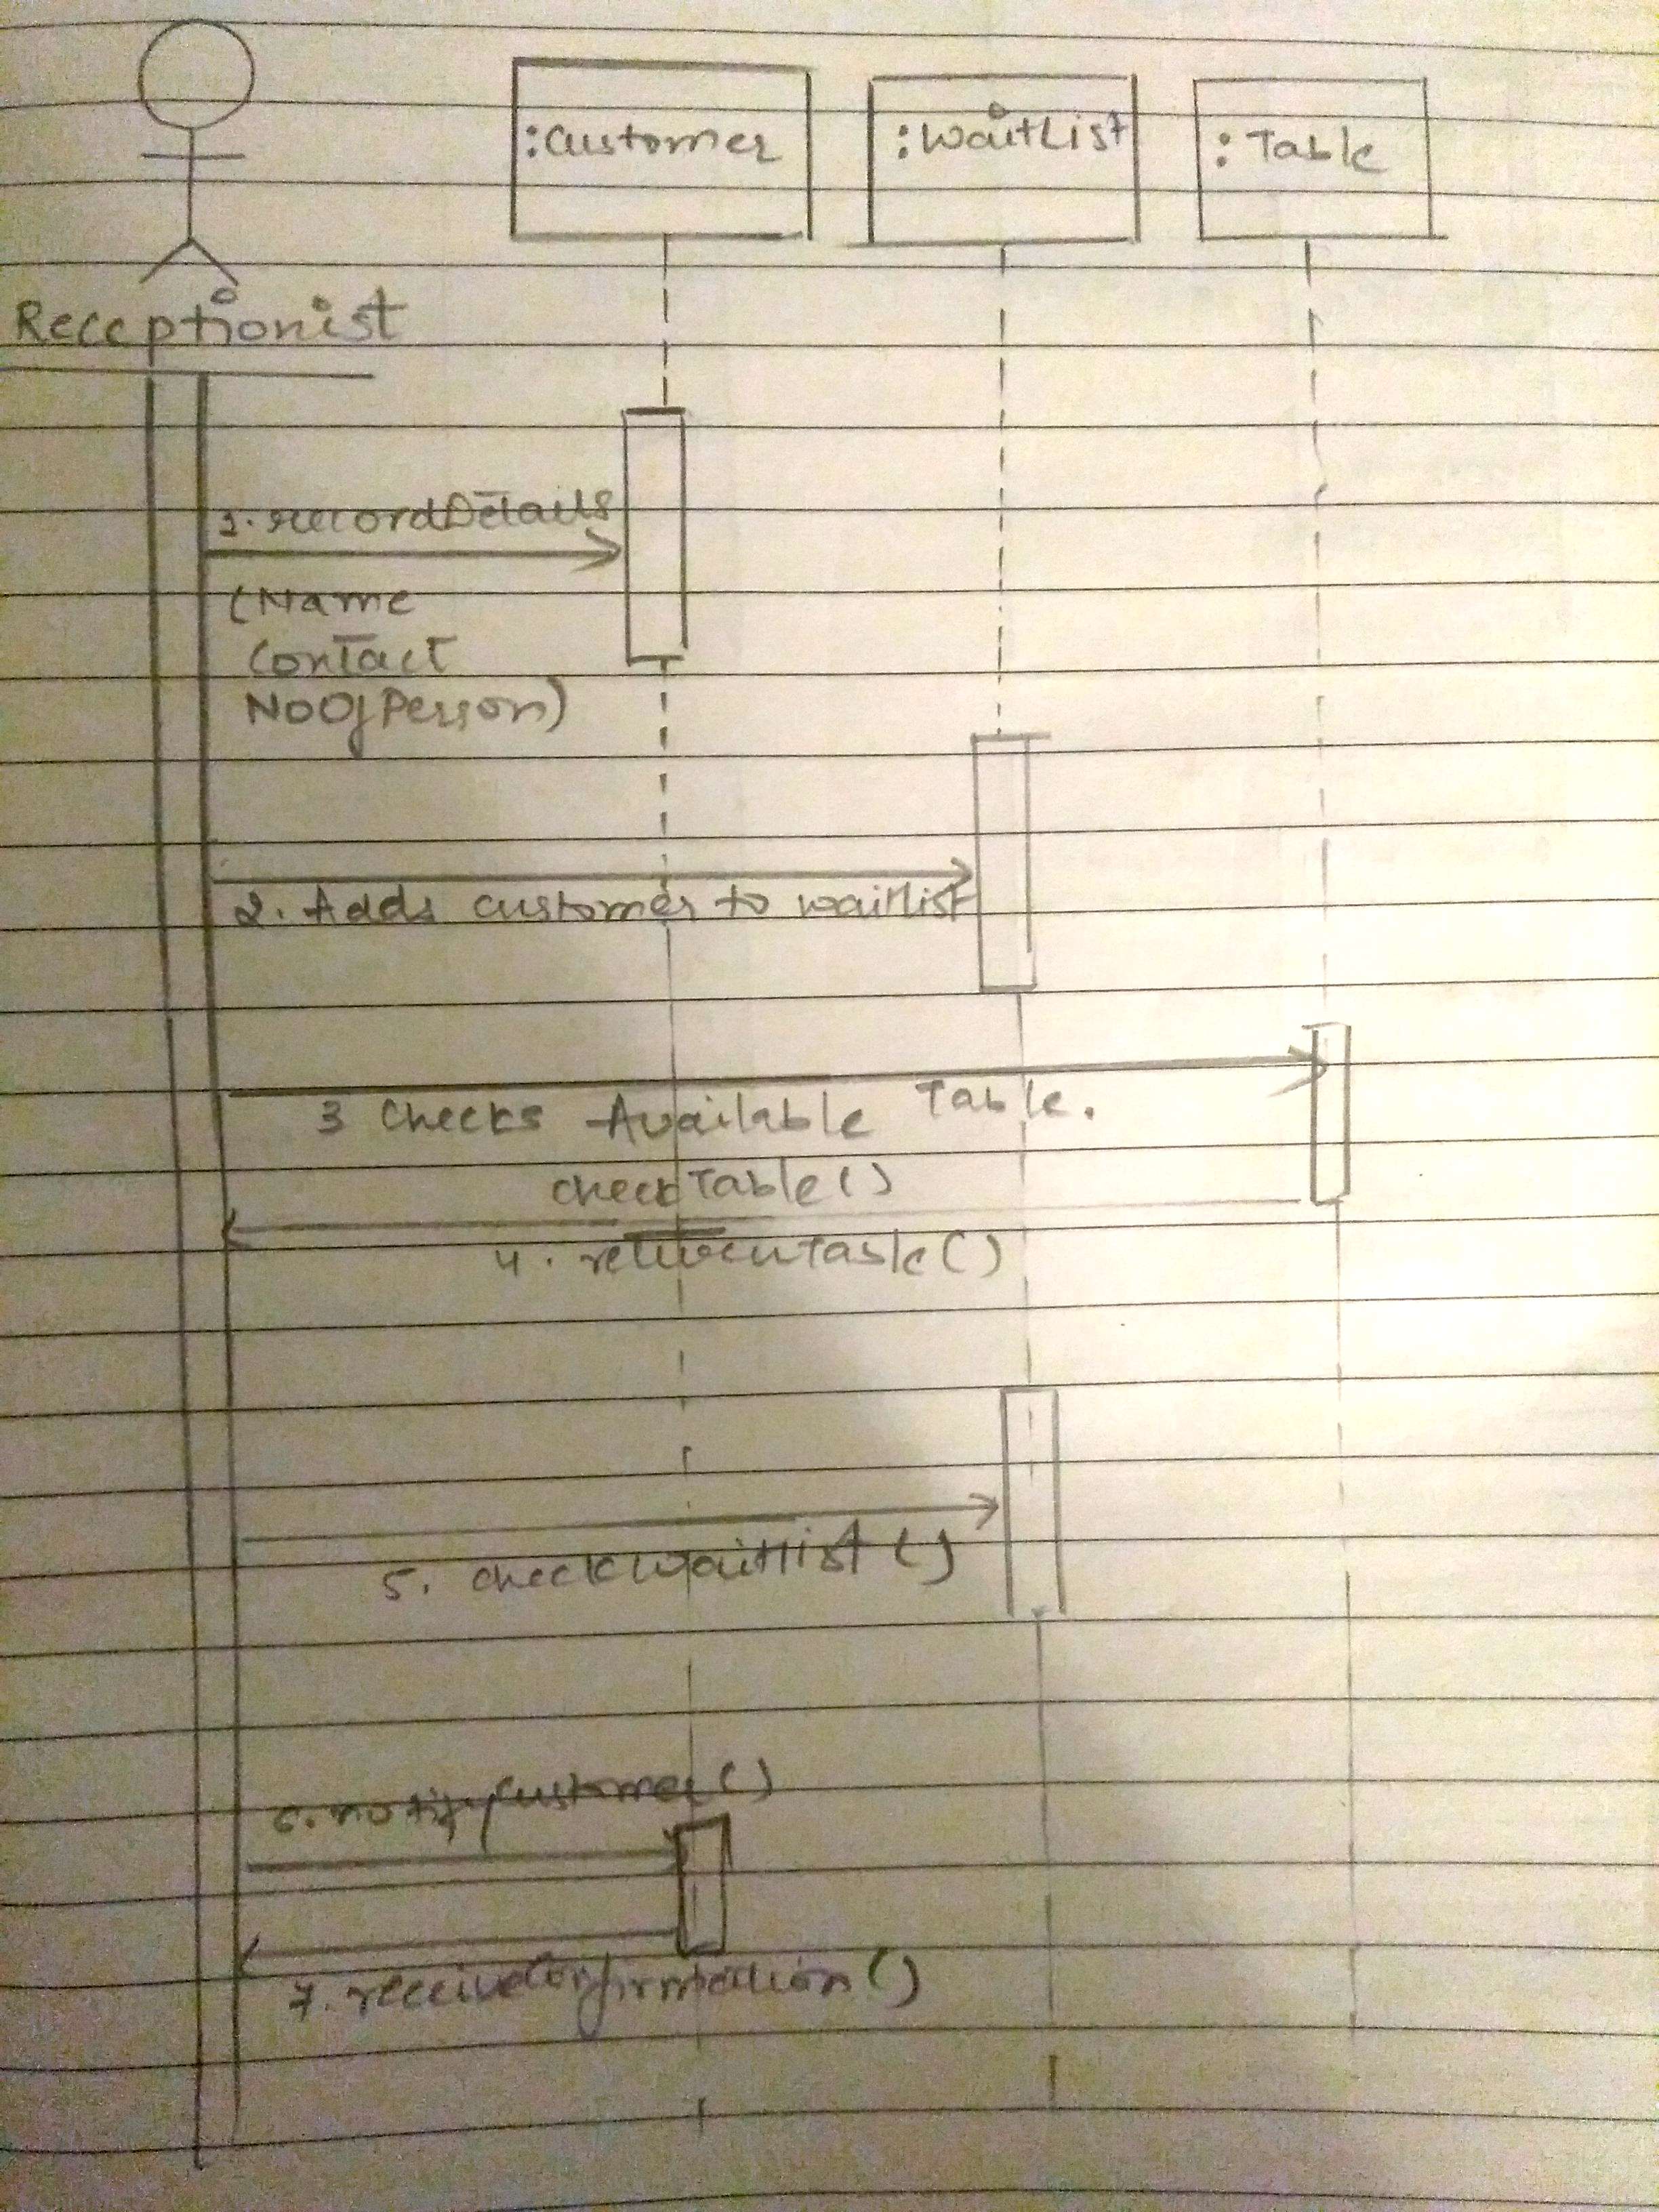 :Customer
:WaitList
:Table
Receptionist
1. recordDetails
(Name
Contact
NoOfPerson)
2. Adds customer to waitlist
3 Checks Available Table.
checkTable()
4. returnTable()
5. checkWaitlist()
6. notifyCustomer()
7. receiveConfirmation()